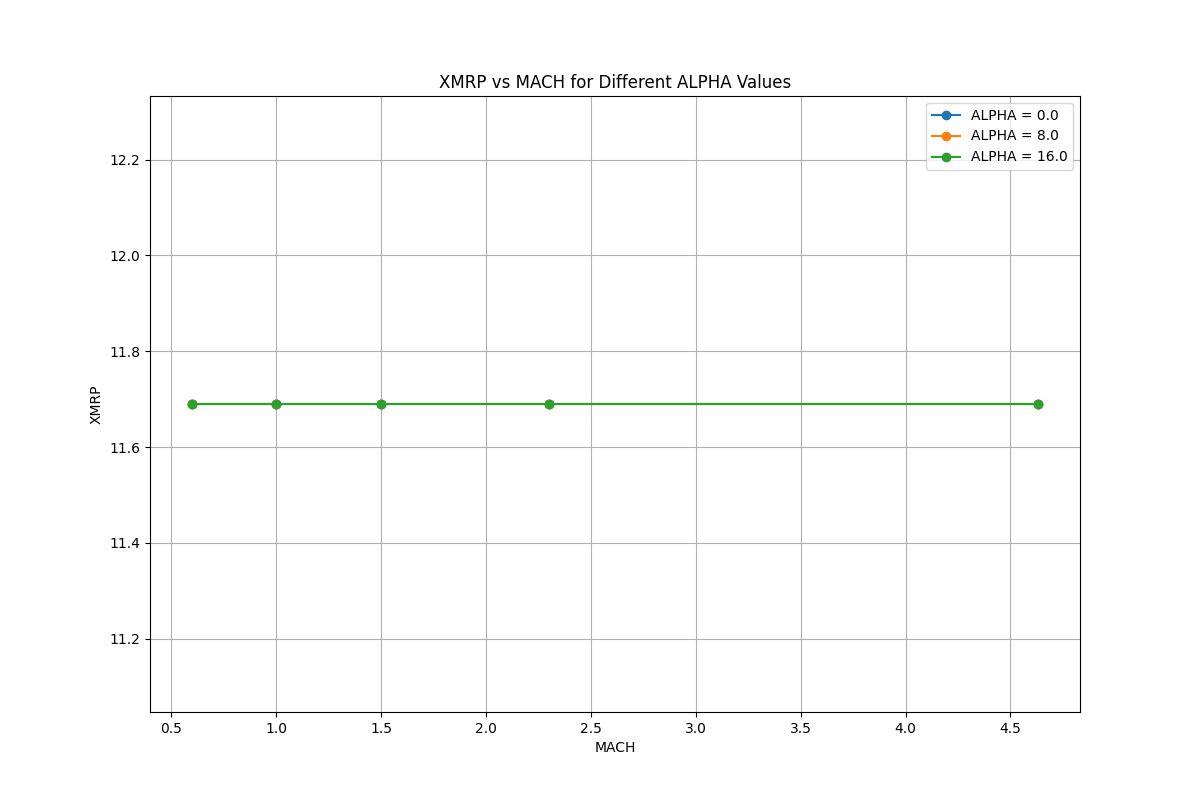 XMRP vs MACH for Different ALPHA Values
ALPHA = 0.0
ALPHA = 8.0
ALPHA = 16.0
12.2
12.0
11.8
11.6
11.4
11.2
XMRP
0.5 1.0 1.5 2.0 2.5 3.0 3.5 4.0 4.5
MACH